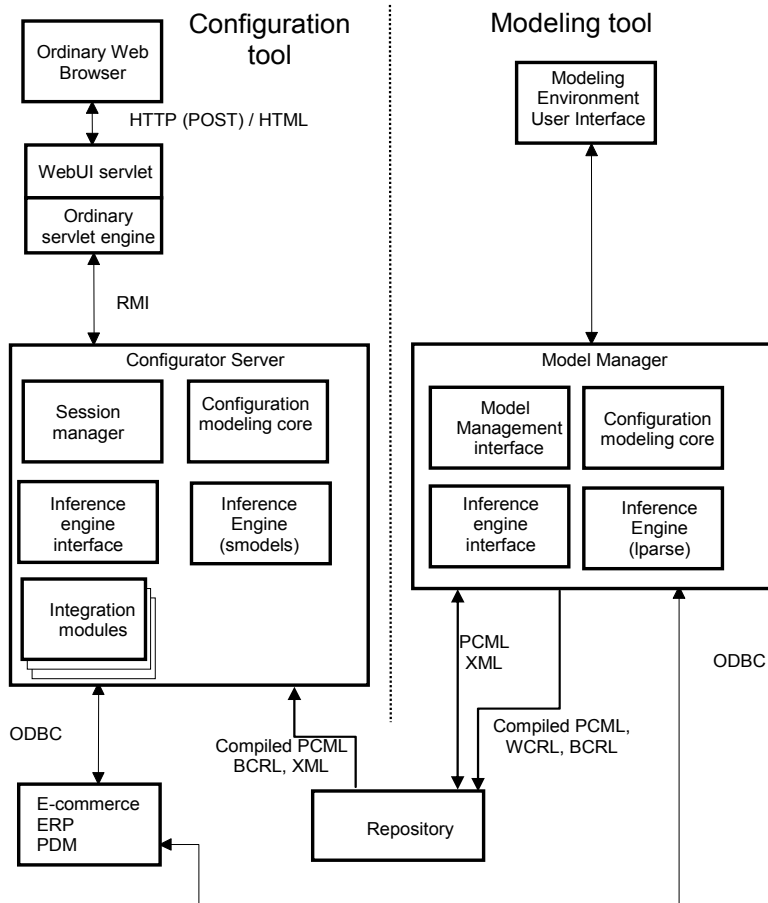 Configuration
tool
Modeling tool
Ordinary Web
Browser
HTTP (POST) / HTML
WebUI servlet
Ordinary
servlet engine
RMI
Modeling
Environment
User Interface
Configurator Server
Session
manager
Configuration
modeling core
Inference
engine
interface
Inference
Engine
(smodels)
Integration
modules
Model Manager
Model
Management
interface
Configuration
modeling core
Inference
engine
interface
Inference
Engine
(lparse)
ODBC
Compiled PCML
BCRL, XML
PCML
XML
Compiled PCML,
WCRL, BCRL
ODBC
E-commerce
ERP
PDM
Repository